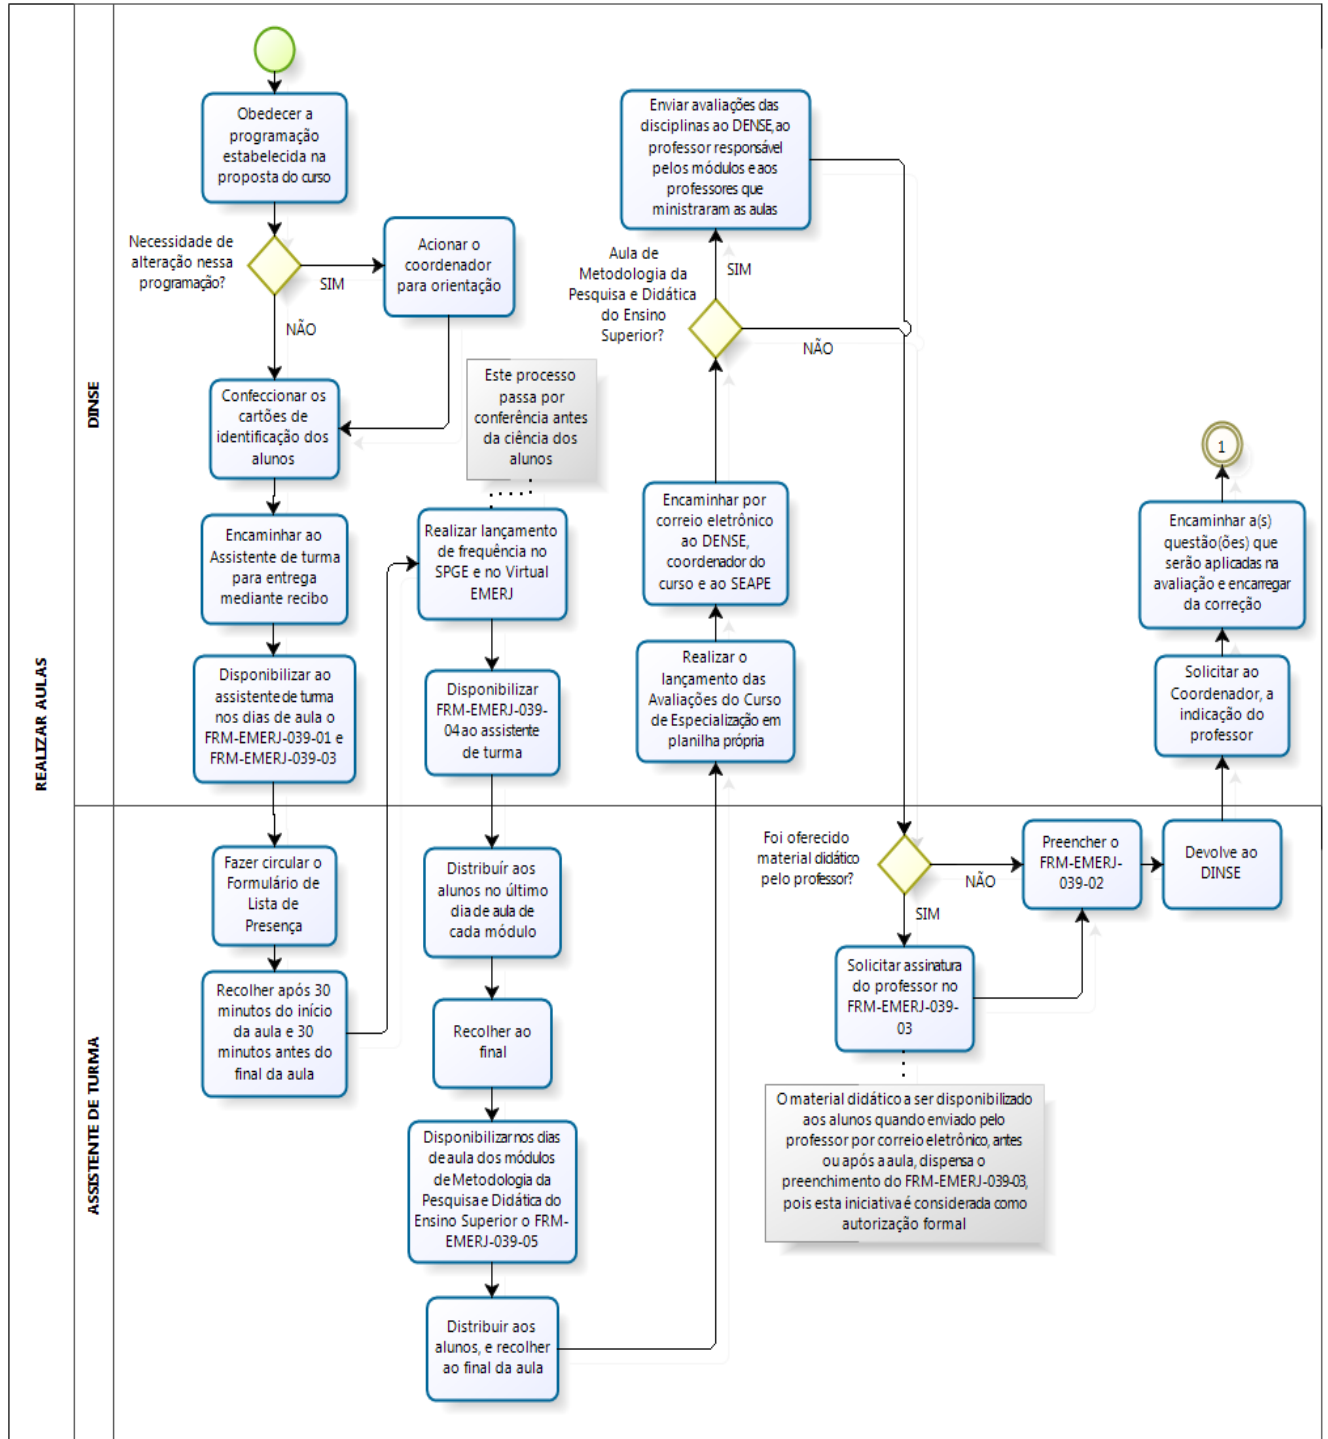 REALIZAR AULAS
DINSE
Obedecer a
programação
estabelecida na
proposta do curso
Necessidade de
alteração nessa
programação?
SIM
NÃO
Acionar o
coordenador
para orientação
Confeccionar os
cartões de
identificação dos
alunos
Encaminhar ao
Assistente de turma
para entrega
mediante recibo
Disponibilizar ao
assistente de turma
nos dias de aula o
FRM-EMERJ-039-01 e
FRM-EMERJ-039-03
Este processo
passa por
conferência antes
da ciência dos
alunos
Realizar lançamento
de frequência no
SPGE e no Virtual
EMERJ
Disponibilizar
FRM-EMERJ-039-
04 ao assistente
de turma
Enviar avaliações das
disciplinas ao DENSE, ao
professor responsável
pelos módulos e aos
professores que
ministraram as aulas
Aula de
Metodologia da
Pesquisa e Didática
do Ensino
Superior?
SIM
NÃO
Encaminhar por
correio eletrônico
ao DENSE,
coordenador do
curso e ao SEAPE
Realizar o
lançamento das
Avaliações do Curso
de Especialização em
planilha própria
1
Encaminhar a(s)
questão(ões) que
serão aplicadas na
avaliação e encarregar
da correção
Solicitar ao
Coordenador, a
indicação do
professor
ASSISTENTE DE TURMA
Fazer circular o
Formulário de
Lista de
Presença
Recolher após 30
minutos do início
da aula e 30
minutos antes do
final da aula
Distribuír aos
alunos no último
dia de aula de
cada módulo
Recolher ao
final
Disponibilizar nos dias
de aula dos módulos
de Metodologia da
Pesquisa e Didática do
Ensino Superior o FRM-
EMERJ-039-05
Distribuir aos
alunos, e recolher
ao final da aula
Foi oferecido
material didático
pelo professor?
NÃO
SIM
Preencher o
FRM-EMERJ-
039-02
Devolve ao
DINSE
Solicitar assinatura
do professor no
FRM-EMERJ-039-
03
O material didático a ser disponibilizado
aos alunos quando enviado pelo
professor por correio eletrônico, antes
ou após a aula, dispensa o
preenchimento do FRM-EMERJ-039-03,
pois esta iniciativa é considerada como
autorização formal